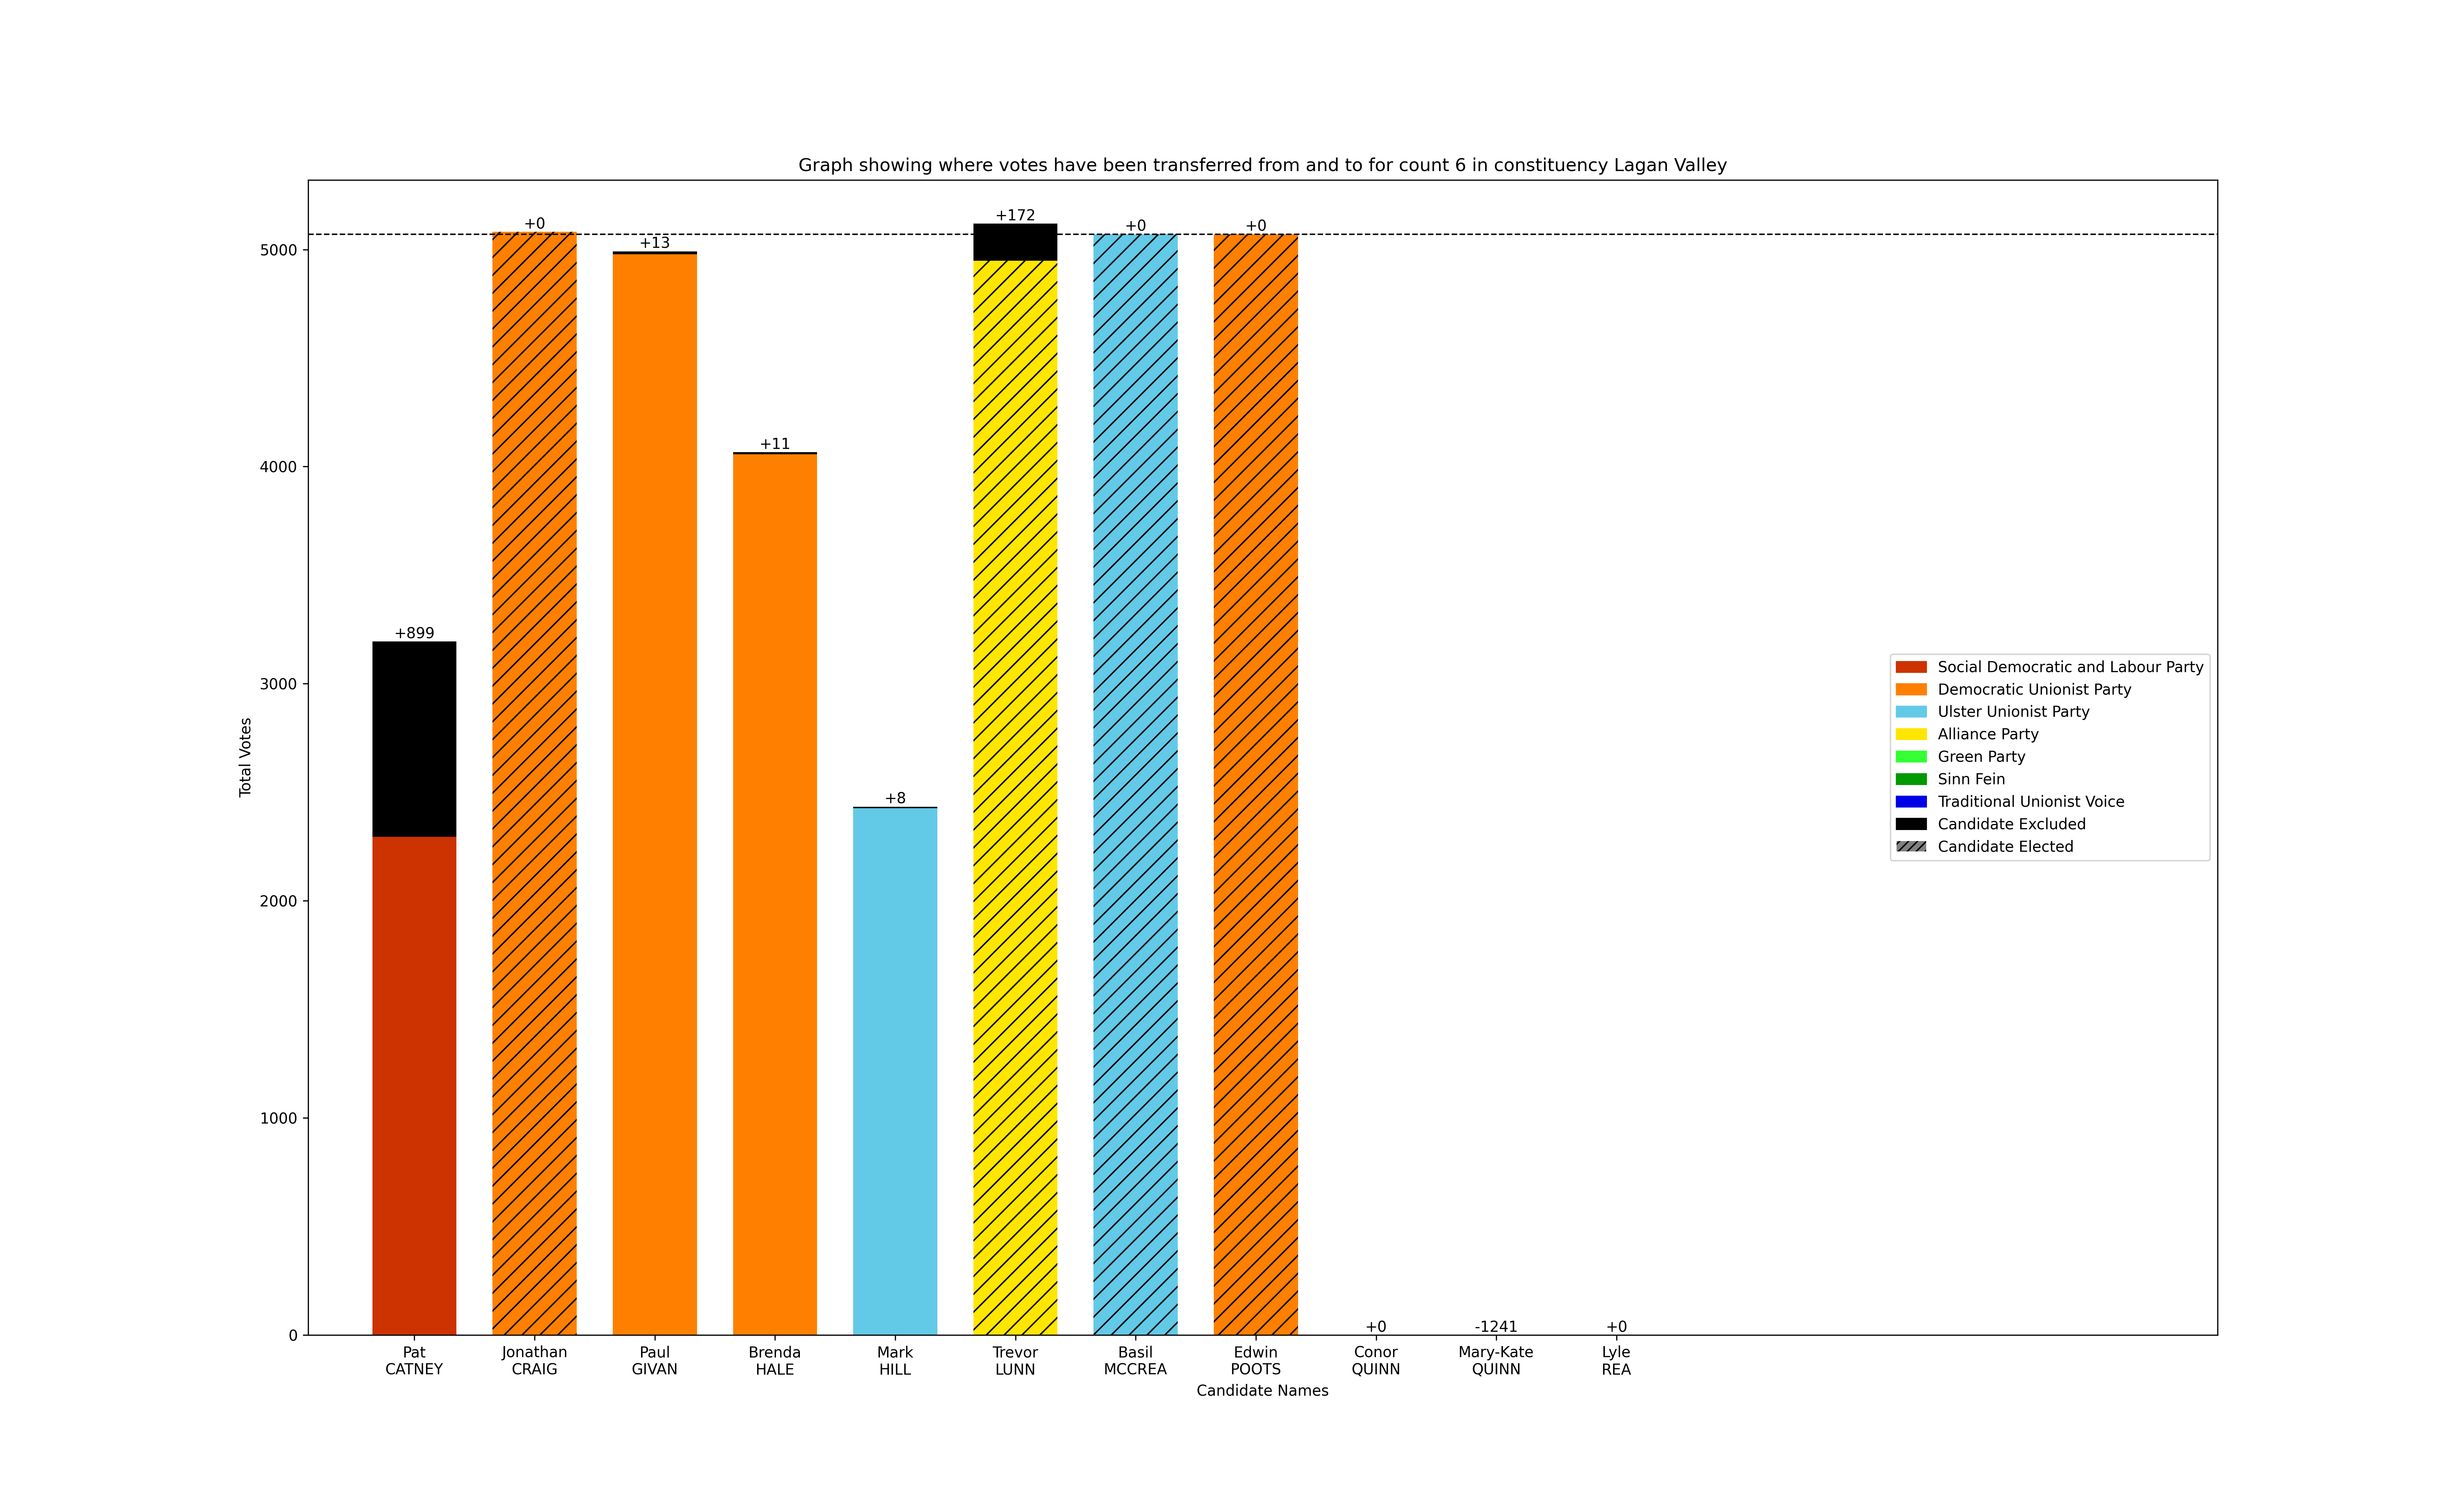 Graph showing where votes have been transferred from and to for count 6 in constituency Lagan Valley
Total Votes
5000
4000
3000
2000
1000
0
+899
+0
+13
+11
+8
+172
+0
+0
+0
-1241
+0
Social Democratic and Labour Party
Democratic Unionist Party
Ulster Unionist Party
Alliance Party
Green Party
Sinn Fein
Traditional Unionist Voice
Candidate Excluded
Candidate Elected
Pat
CATNEY
Jonathan
CRAIG
Paul
GIVAN
Brenda
HALE
Mark
HILL
Trevor
LUNN
Basil
MCCREA
Edwin
POOTS
Conor
QUINN
Mary-Kate
QUINN
Lyle
REA
Candidate Names